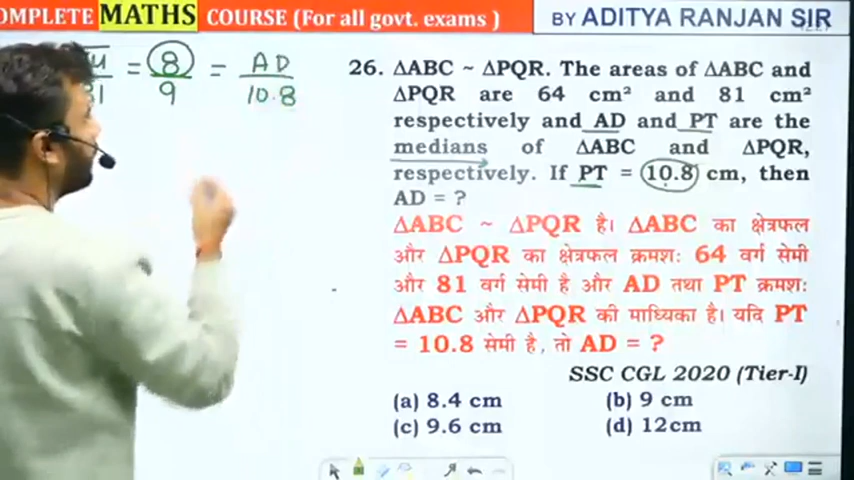 OMPLETE MATHS COURSE (For all govt. exams )
BY ADITYA RANJAN SIR
= 8/9 = AD/10.8
26. ΔABC ~ ΔPQR. The areas of ΔABC and
ΔPQR are 64 cm² and 81 cm²
respectively and AD and PT are the
medians of ΔABC and ΔPQR,
respectively. If PT = 10.8 cm, then
AD = ?
ΔABC ~ ΔPQR है। ΔABC का क्षेत्रफल
और ΔPQR का क्षेत्रफल क्रमश: 64 वर्ग सेमी
और 81 वर्ग सेमी है और AD तथा PT क्रमश:
ΔABC और ΔPQR की माध्यिका है। यदि PT
= 10.8 सेमी है, तो AD = ?
SSC CGL 2020 (Tier-I)
(a) 8.4 cm (b) 9 cm
(c) 9.6 cm (d) 12cm